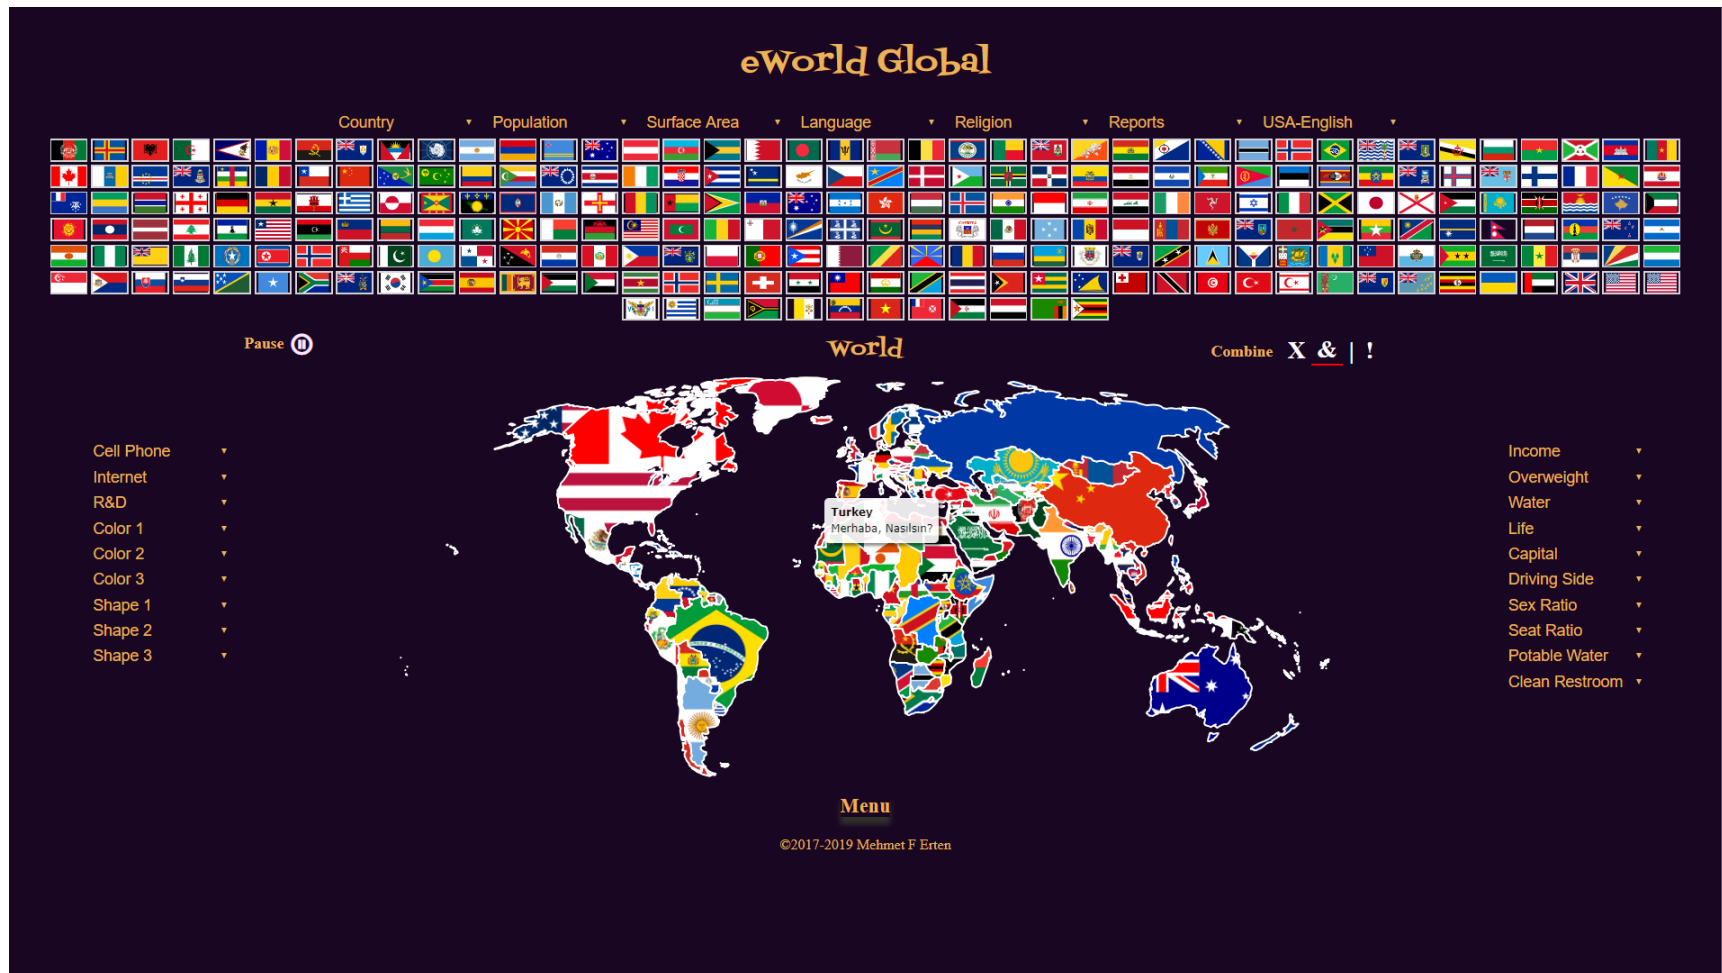 eWorld Global
Country Population Surface Area Language Religion Reports USA-English
Pause
World
Combine X & | !
Cell Phone
Internet
R&D
Color 1
Color 2
Color 3
Shape 1
Shape 2
Shape 3
Turkey
Merhaba, Nasılsın?
Income
Overweight
Water
Life
Capital
Driving Side
Sex Ratio
Seat Ratio
Potable Water
Clean Restroom
Menu
©2017-2019 Mehmet F Erten